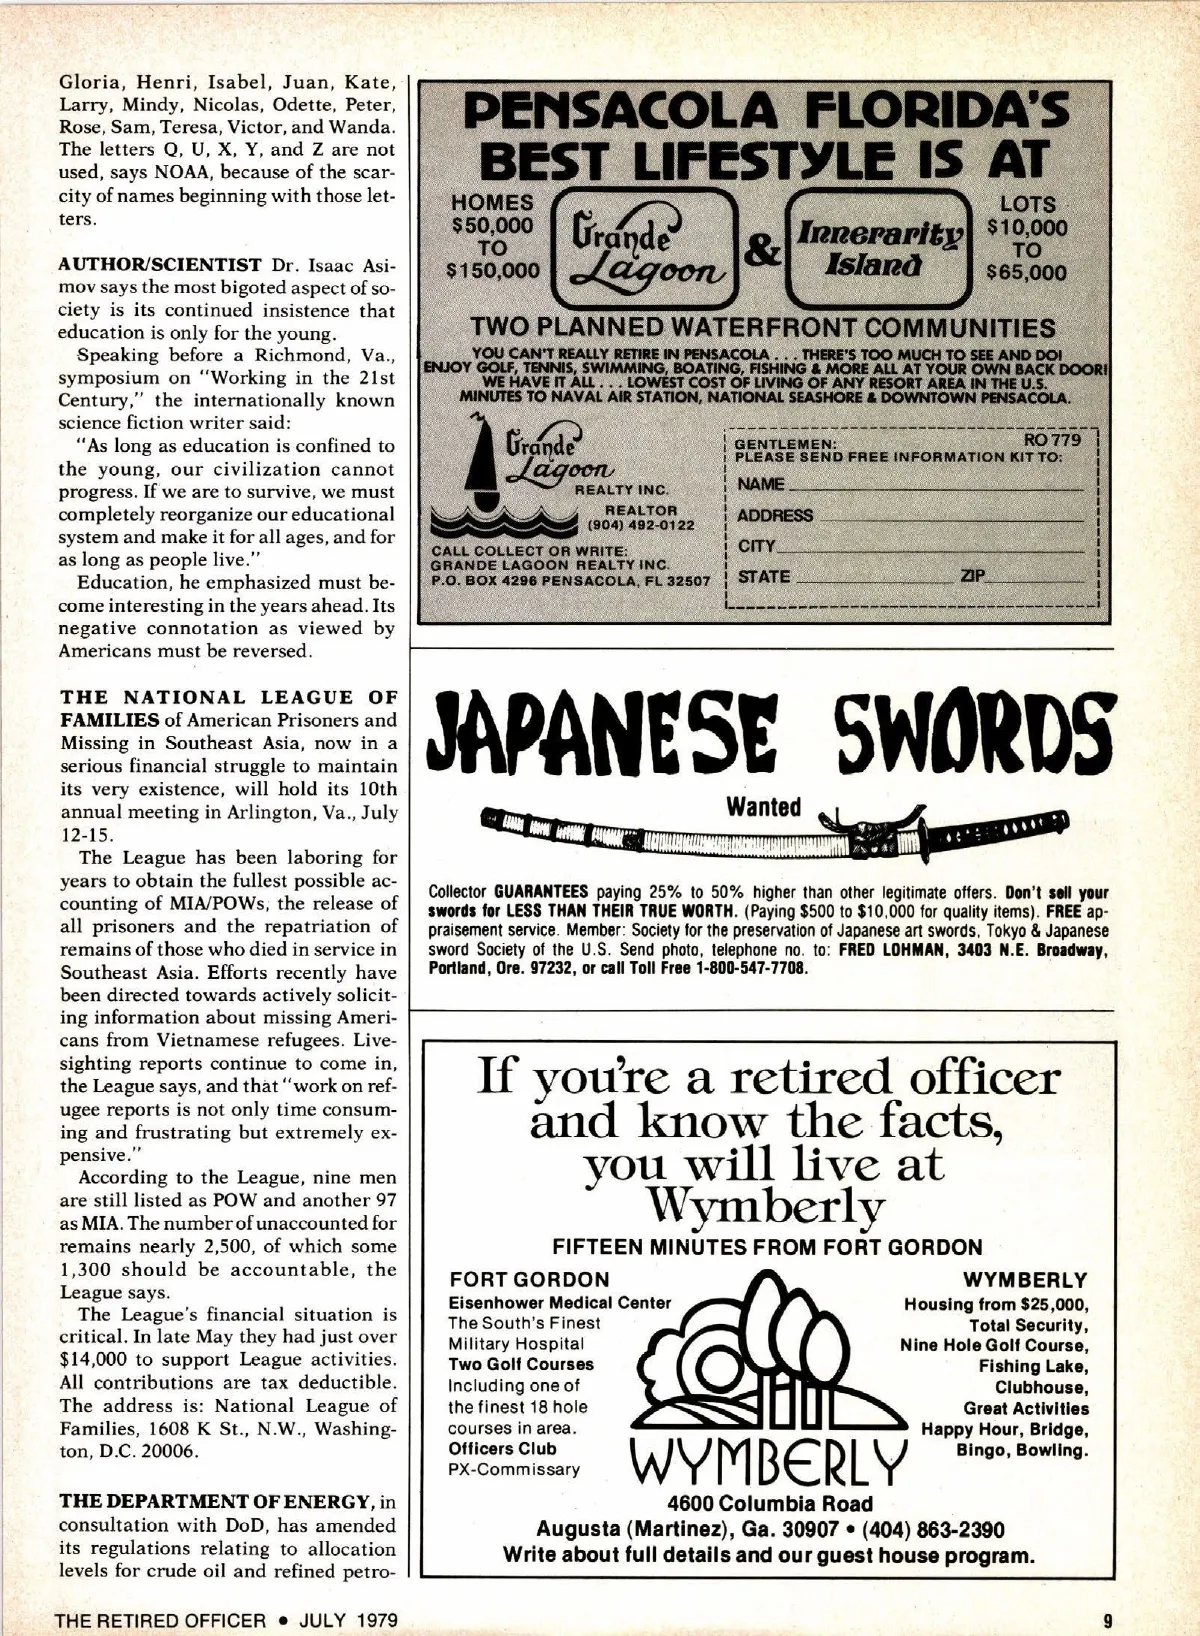 Gloria, Henri, Isabel, Juan, Kate,
Larry, Mindy, Nicolas, Odette, Peter,
Rose, Sam, Teresa, Victor, and Wanda.
The letters Q, U, X, Y, and Z are not
used, says NOAA, because of the scar-
city of names beginning with those let-
ters.
AUTHOR/SCIENTIST Dr. Isaac Asi-
mov says the most bigoted aspect of so-
ciety is its continued insistence that
education is only for the young.
Speaking before a Richmond, Va.,
symposium on "Working in the 21st
Century," the internationally known
science fiction writer said:
"As long as education is confined to
the young, our civilization cannot
progress. If we are to survive, we must
completely reorganize our educational
system and make it for all ages, and for
as long as people live."
Education, he emphasized must be-
come interesting in the years ahead. Its
negative connotation as viewed by
Americans must be reversed.
THE NATIONAL LEAGUE OF
FAMILIES of American Prisoners and
Missing in Southeast Asia, now in a
serious financial struggle to maintain
its very existence, will hold its 10th
annual meeting in Arlington, Va., July
12-15.
The League has been laboring for
years to obtain the fullest possible ac-
counting of MIA/POWs, the release of
all prisoners and the repatriation of
remains of those who died in service in
Southeast Asia. Efforts recently have
been directed towards actively solicit-
ing information about missing Ameri-
cans from Vietnamese refugees. Live-
sighting reports continue to come in,
the League says, and that "work on ref-
ugee reports is not only time consum-
ing and frustrating but extremely ex-
pensive."
According to the League, nine men
are still listed as POW and another 97
as MIA. The number of unaccounted for
remains nearly 2,500, of which some
1,300 should be accountable, the
League says.
The League's financial situation is
critical. In late May they had just over
$14,000 to support League activities.
All contributions are tax deductible.
The address is: National League of
Families, 1608 K St., N.W., Washing-
ton, D.C. 20006.
THE DEPARTMENT OF ENERGY, in
consultation with DoD, has amended
its regulations relating to allocation
levels for crude oil and refined petro-
PENSACOLA FLORIDA'S
BEST LIFESTYLE IS AT
HOMES
$50,000
TO
$150,000
Grande
Lagoon
&
Innerarity
Island
LOTS
$10,000
TO
$65,000
TWO PLANNED WATERFRONT COMMUNITIES
YOU CAN'T REALLY RETIRE IN PENSACOLA . . . THERE'S TOO MUCH TO SEE AND DO!
ENJOY GOLF, TENNIS, SWIMMING, BOATING, FISHING & MORE ALL AT YOUR OWN BACK DOOR!
WE HAVE IT ALL . . . LOWEST COST OF LIVING OF ANY RESORT AREA IN THE U.S.
MINUTES TO NAVAL AIR STATION, NATIONAL SEASHORE & DOWNTOWN PENSACOLA.
Grande
Lagoon
REALTY INC.
REALTOR
(904) 492-0122
CALL COLLECT OR WRITE:
GRANDE LAGOON REALTY INC.
P.O. BOX 4296 PENSACOLA, FL 32507
GENTLEMEN: RO 779
PLEASE SEND FREE INFORMATION KIT TO:
NAME
ADDRESS
CITY
STATE ZIP
JAPANESE SWORDS
Wanted
Collector GUARANTEES paying 25% to 50% higher than other legitimate offers. Don't sell your
swords for LESS THAN THEIR TRUE WORTH. (Paying $500 to $10,000 for quality items). FREE ap-
praisement service. Member: Society for the preservation of Japanese art swords, Tokyo & Japanese
sword Society of the U.S. Send photo, telephone no. to: FRED LOHMAN, 3403 N.E. Broadway,
Portland, Ore. 97232, or call Toll Free 1-800-547-7708.
If you're a retired officer
and know the facts,
you will live at
Wymberly
FIFTEEN MINUTES FROM FORT GORDON
FORT GORDON
Eisenhower Medical Center
The South's Finest
Military Hospital
Two Golf Courses
Including one of
the finest 18 hole
courses in area.
Officers Club
PX-Commissary
WYMBERLY
Housing from $25,000,
Total Security,
Nine Hole Golf Course,
Fishing Lake,
Clubhouse,
Great Activities
Happy Hour, Bridge,
Bingo, Bowling.
WYMBERLY
4600 Columbia Road
Augusta (Martinez), Ga. 30907 • (404) 863-2390
Write about full details and our guest house program.
THE RETIRED OFFICER • JULY 1979
9